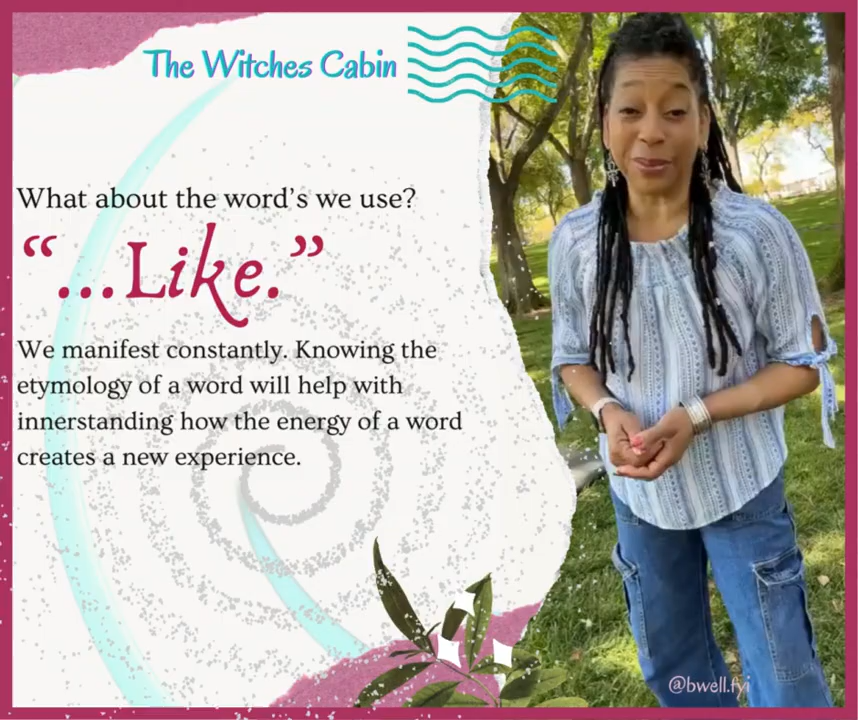 The Witches Cabin
What about the word's we use?
“...Like.”
We manifest constantly. Knowing the
etymology of a word will help with
innerstanding how the energy of a word
creates a new experience.
@bwell.fyi